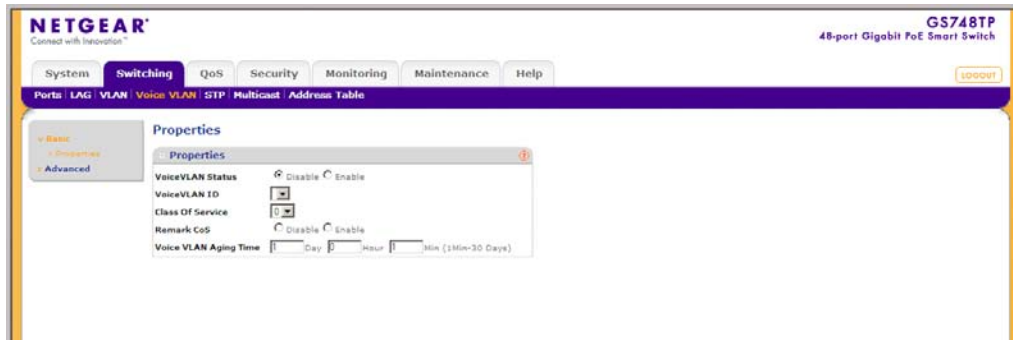 NETGEAR®
Connect with Innovation™
GS748TP
48-port Gigabit PoE Smart Switch
System Switching QoS Security Monitoring Maintenance Help
LOGOUT
Ports LAG VLAN Voice VLAN STP Multicast Address Table
Basic
Properties
Advanced
Properties
Properties
VoiceVLAN Status Disable Enable
VoiceVLAN ID
Class Of Service 0
Remark CoS Disable Enable
Voice VLAN Aging Time 1 Day 0 Hour 1 Min (1Min-30 Days)